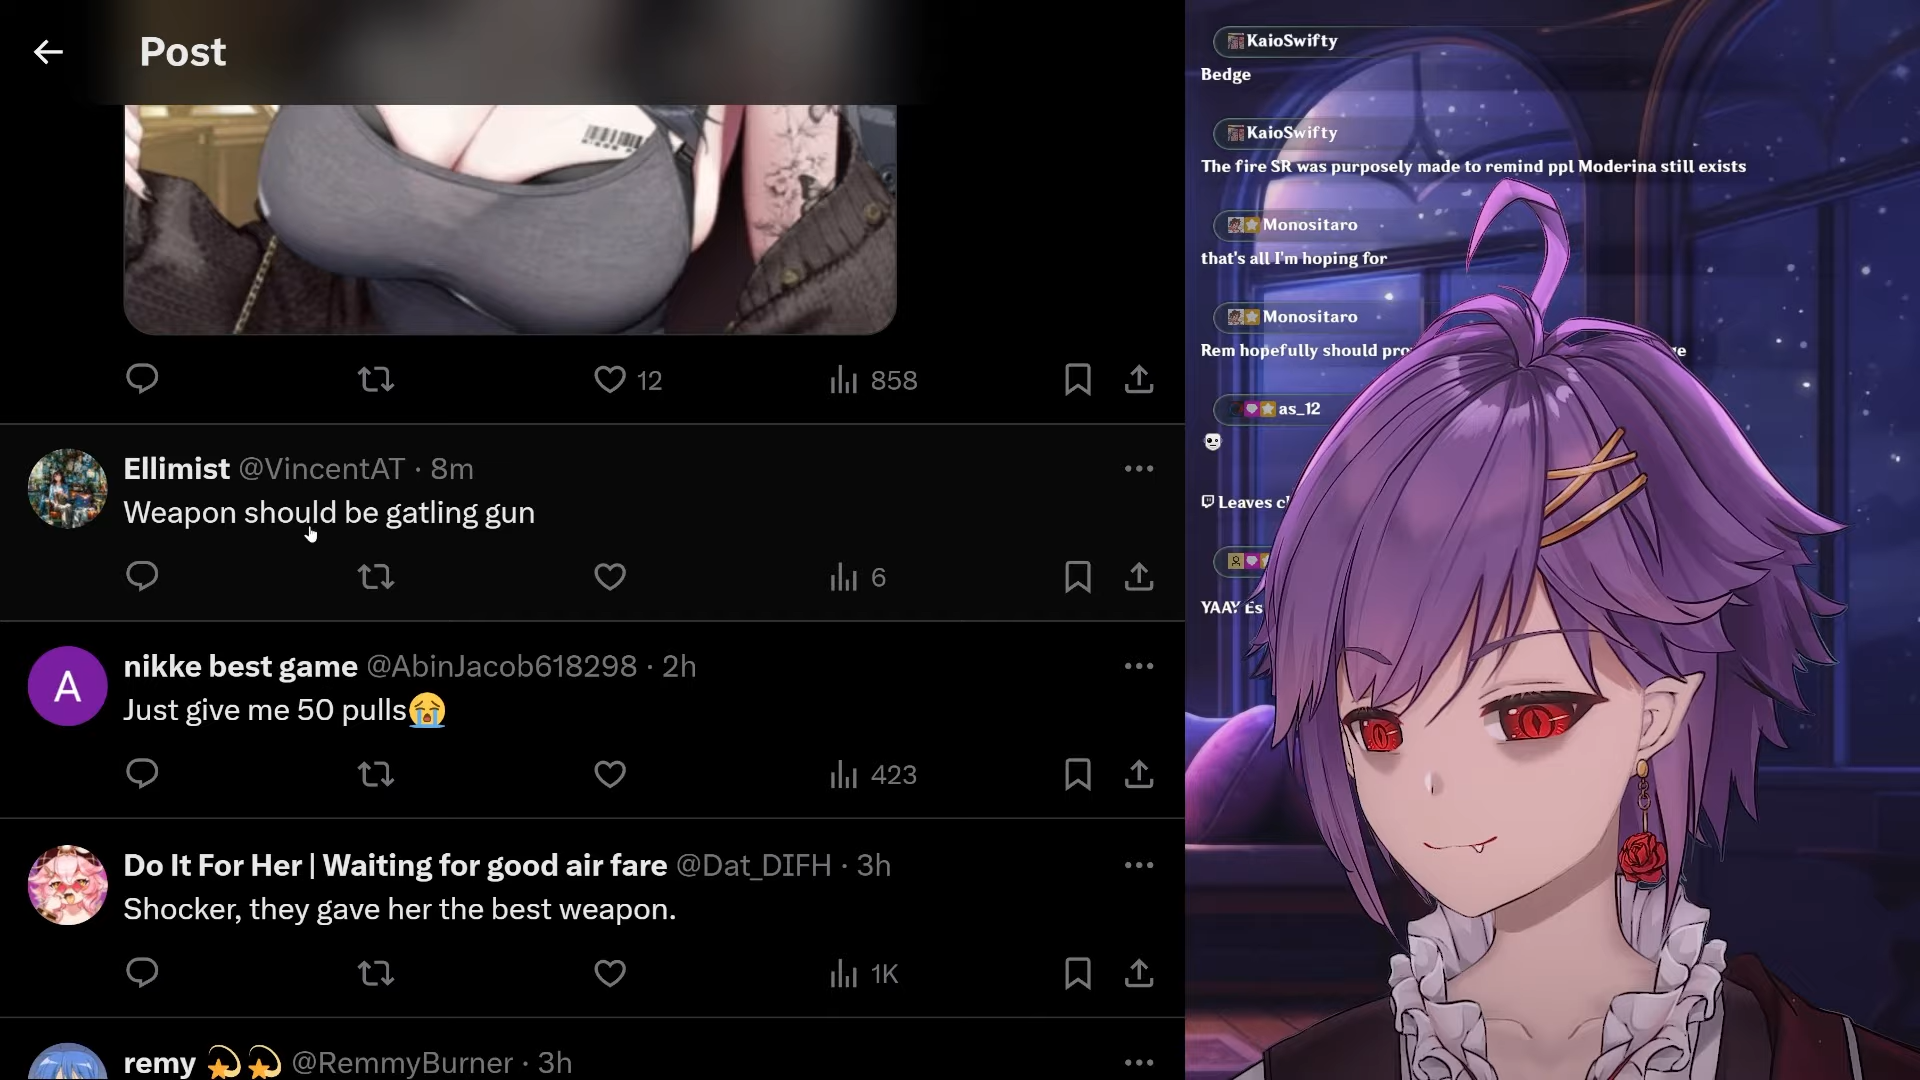 Post
12
858
Ellimist @VincentAT · 8m
Weapon should be gatling gun
6
nikke best game @AbinJacob618298 · 2h
A
Just give me 50 pulls😭
423
Do It For Her | Waiting for good air fare @Dat_DIFH · 3h
Shocker, they gave her the best weapon.
1K
remy 💫💫 @RemmyBurner · 3h
KaioSwifty
Bedge
KaioSwifty
The fire SR was purposely made to remind ppl Moderina still exists
Monositaro
that's all I'm hoping for
Monositaro
Rem hopefully should
as_12
Leaves
YAAY Es